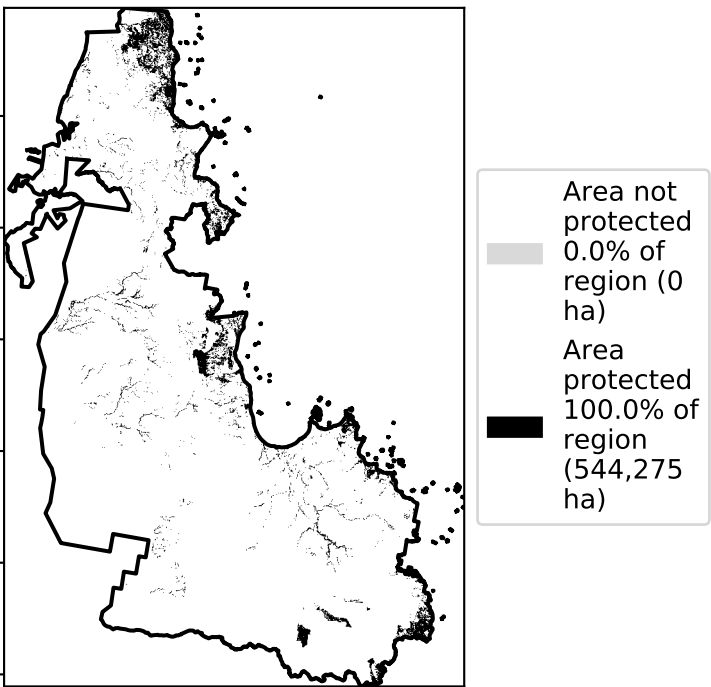 Area not
protected
0.0% of
region (0
ha)
Area
protected
100.0% of
region
(544,275
ha)